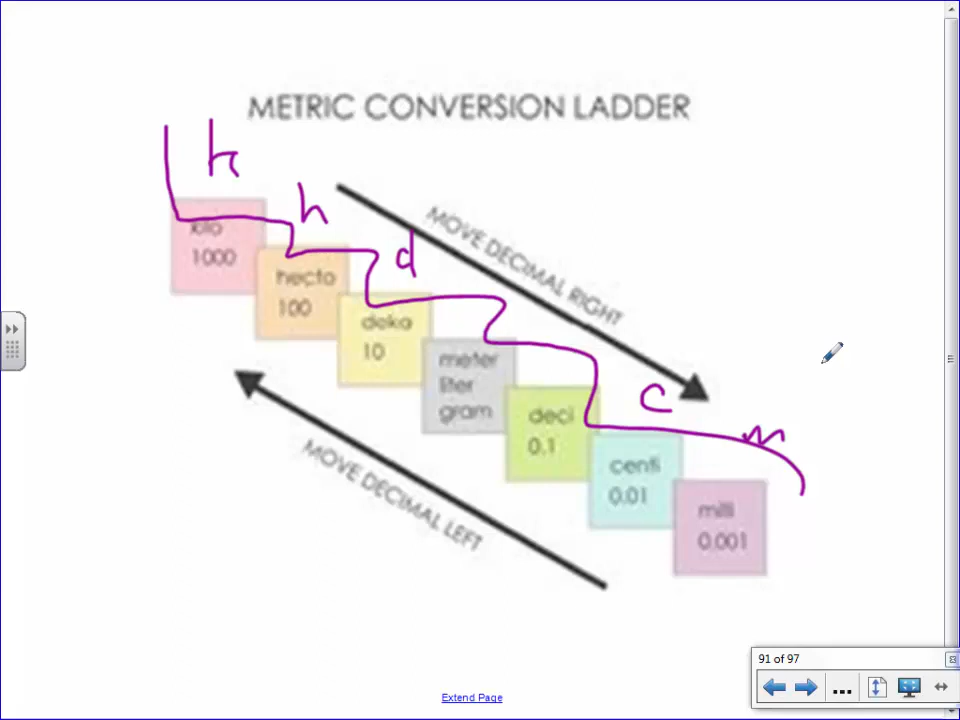 METRIC CONVERSION LADDER
k
h
d
c
m
MOVE DECIMAL RIGHT
kilo
1000
hecto
100
deka
10
meter
liter
gram
deci
0.1
centi
0.01
milli
0.001
MOVE DECIMAL LEFT
91 of 97
...
Extend Page